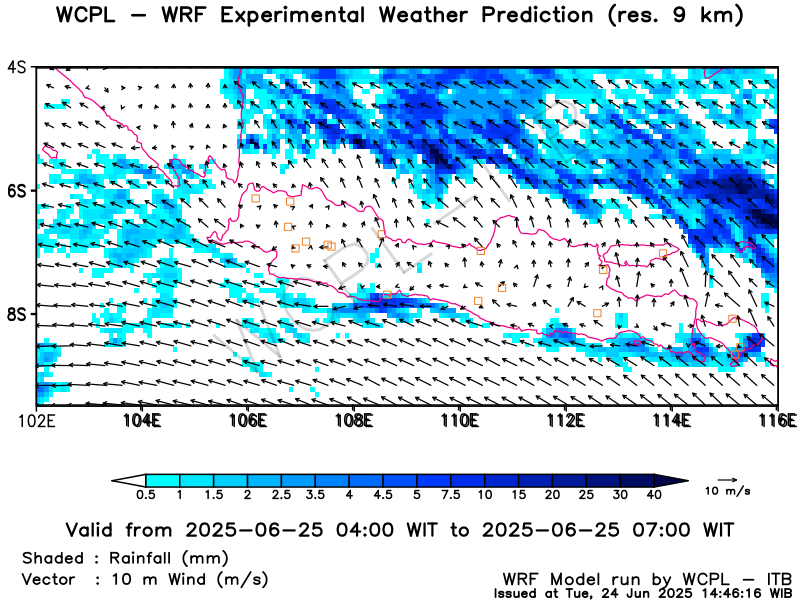 WCPL – WRF Experimental Weather Prediction (res. 9 km)
4S
6S
8S
102E 104E 106E 108E 110E 112E 114E 116E
0.5 1 1.5 2 2.5 3.5 4 4.5 5 7.5 10 15 20 25 30 40
10 m/s
Valid from 2025–06–25 04:00 WIT to 2025–06–25 07:00 WIT
Shaded : Rainfall (mm)
Vector : 10 m Wind (m/s)
WRF Model run by WCPL – ITB
Issued at Tue, 24 Jun 2025 14:46:16 WIB